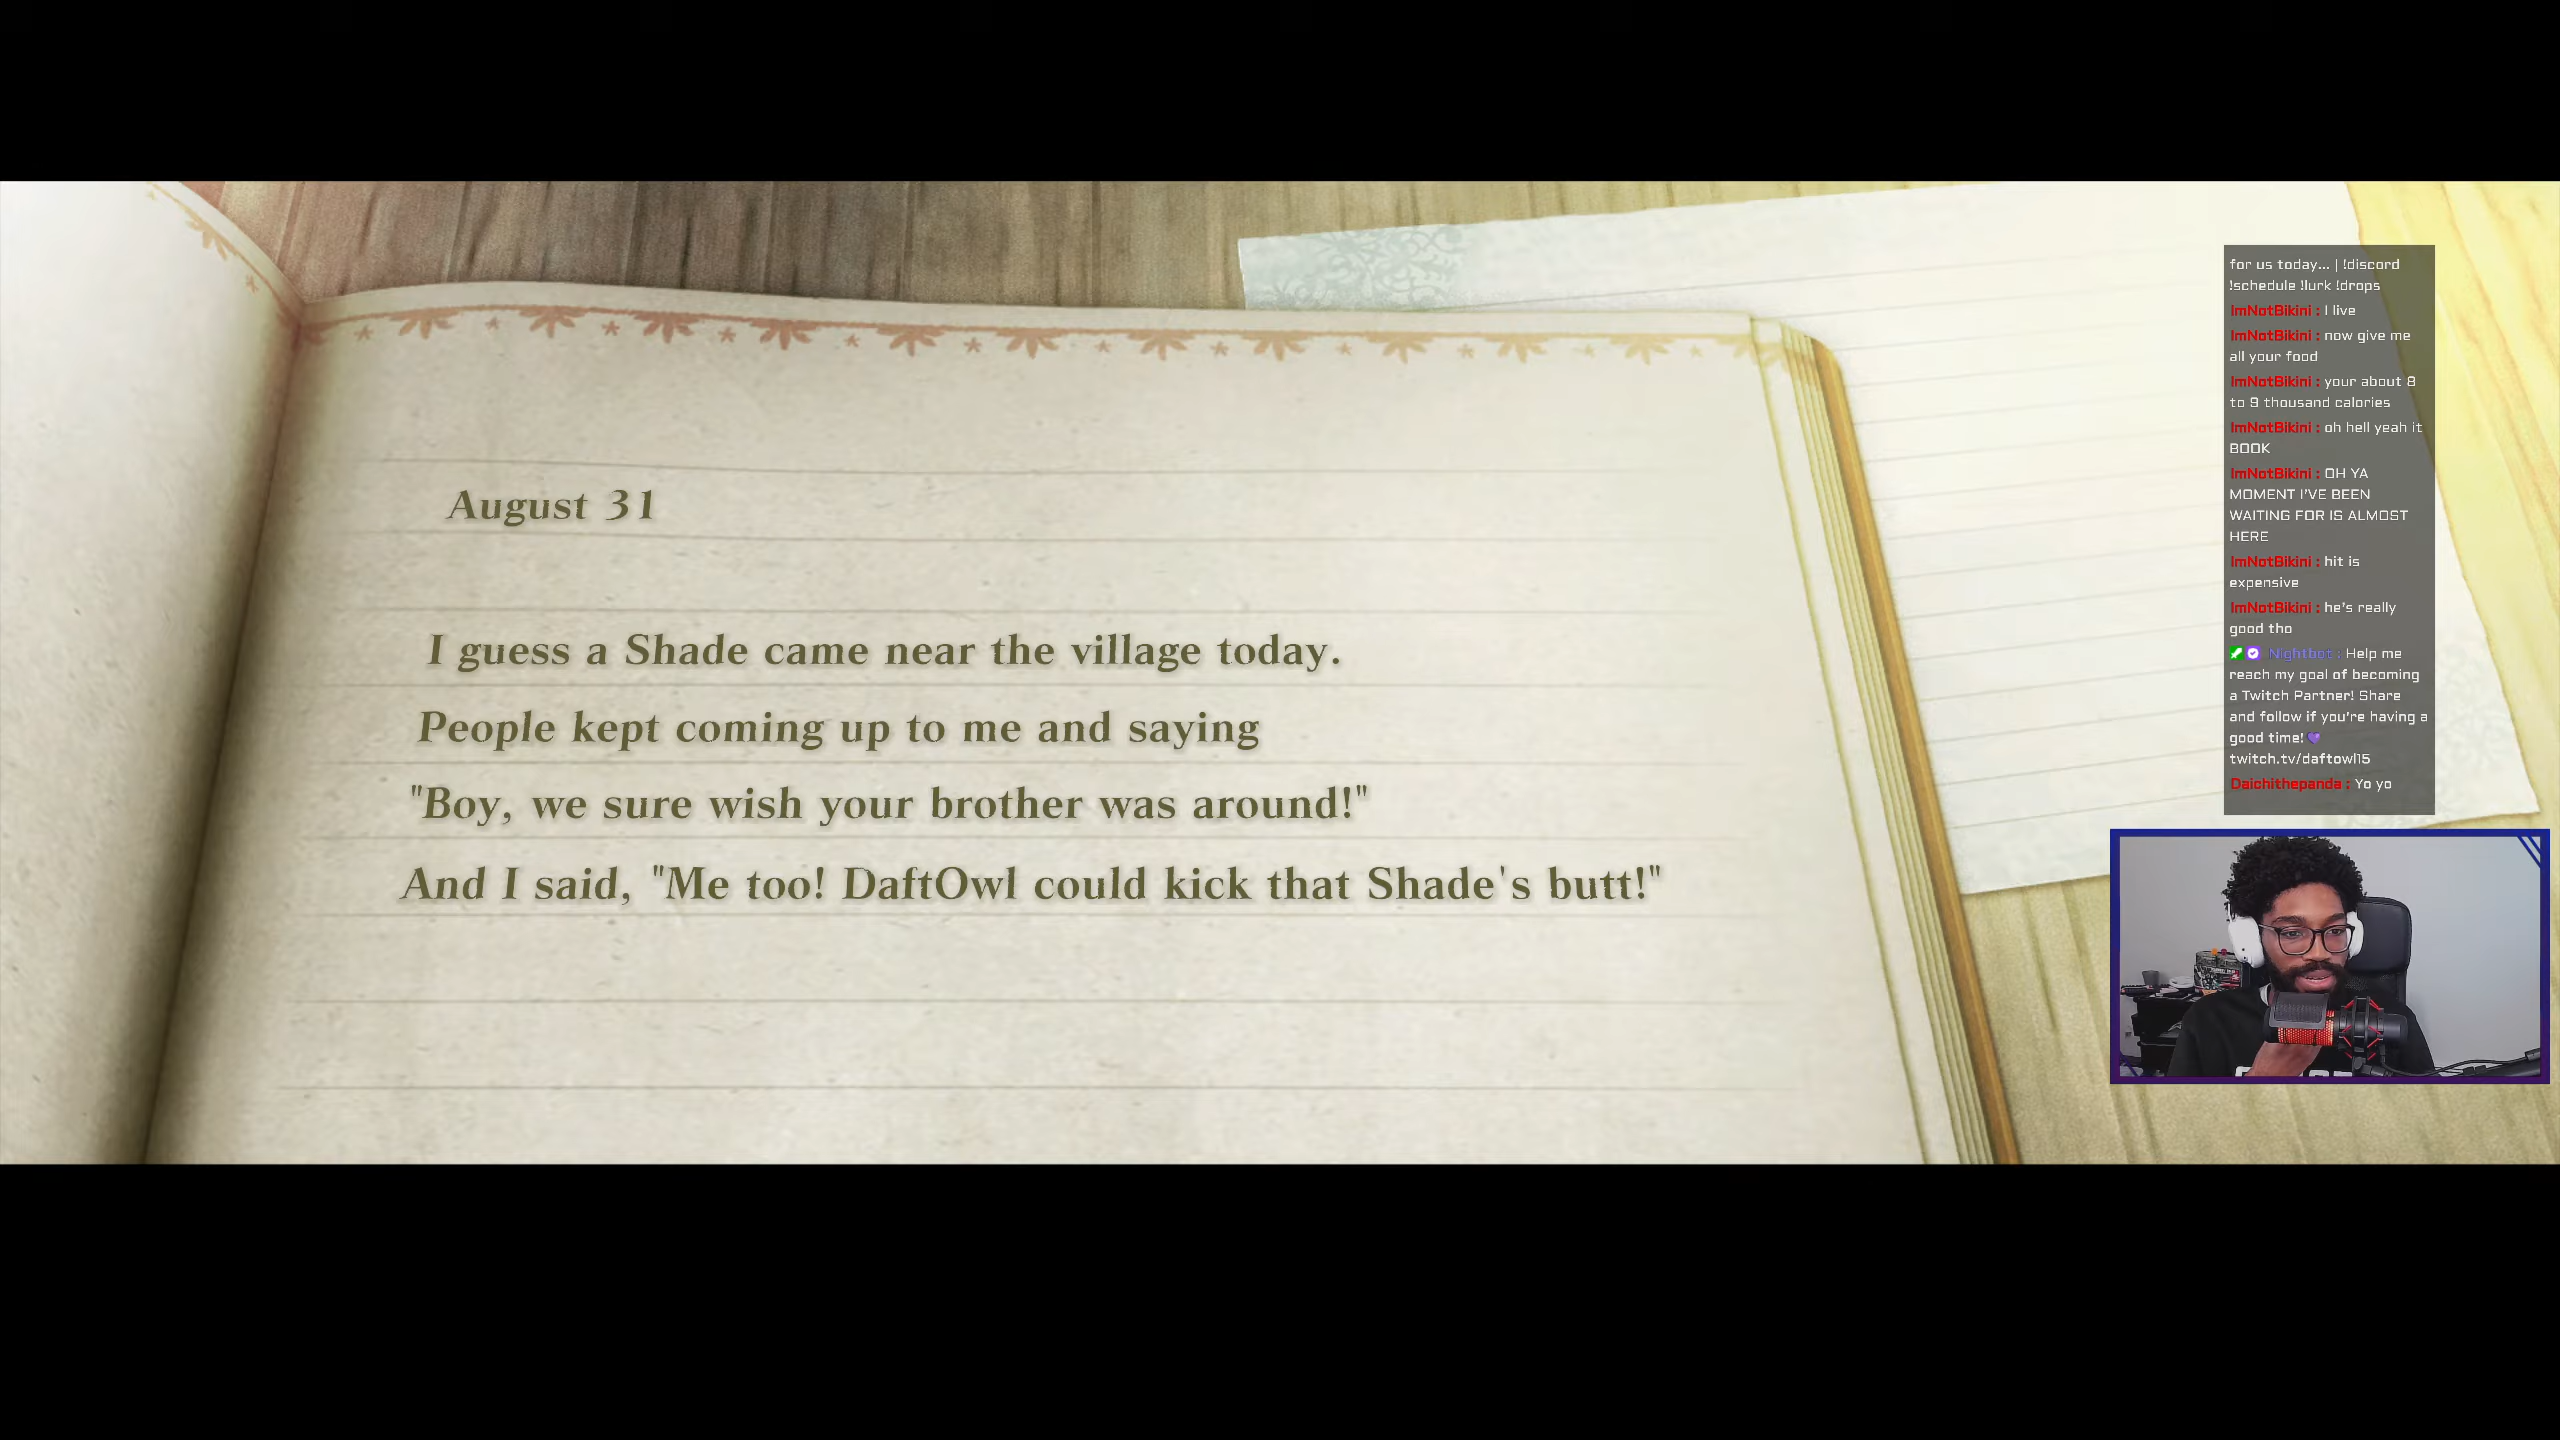 August 31
I guess a Shade came near the village today.
People kept coming up to me and saying
"Boy, we sure wish your brother was around!"
And I said, "Me too! DaftOwl could kick that Shade's butt!"
for us today... | !discord
!schedule !lurk !drops
ImNotBikini : I live
ImNotBikini : now give me
all your food
ImNotBikini : your about 8
to 9 thousand calories
ImNotBikini : oh hell yeah it
BOOK
ImNotBikini : OH YA
MOMENT I'VE BEEN
WAITING FOR IS ALMOST
HERE
ImNotBikini : hit is
expensive
ImNotBikini : he's really
good tho
Nightbot : Help me
reach my goal of becoming
a Twitch Partner! Share
and follow if you're having a
good time! 💜
twitch.tv/daftowl15
Daichithepanda : Yo yo